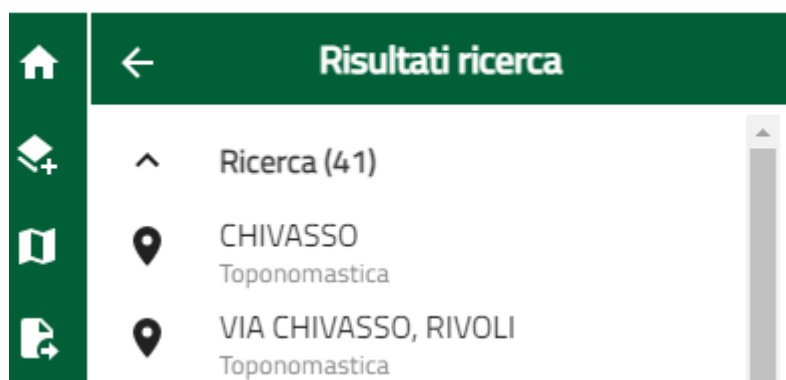 Risultati ricerca
Ricerca (41)
CHIVASSO
Toponomastica
VIA CHIVASSO, RIVOLI
Toponomastica